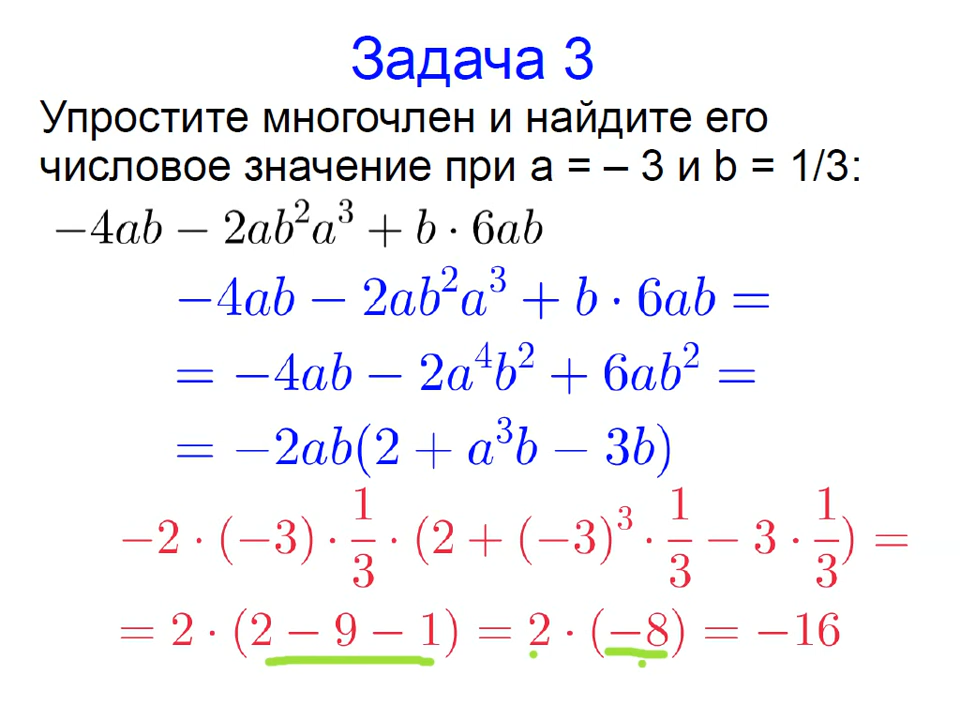 Задача 3
Упростите многочлен и найдите его
числовое значение при a = – 3 и b = 1/3:
−4ab − 2ab²a³ + b · 6ab
−4ab − 2ab²a³ + b · 6ab =
= −4ab − 2a⁴b² + 6ab² =
= −2ab(2 + a³b − 3b)
−2 · (−3) · 1/3 · (2 + (−3)³ · 1/3 − 3 · 1/3) =
= 2 · (2 − 9 − 1) = 2 · (−8) = −16